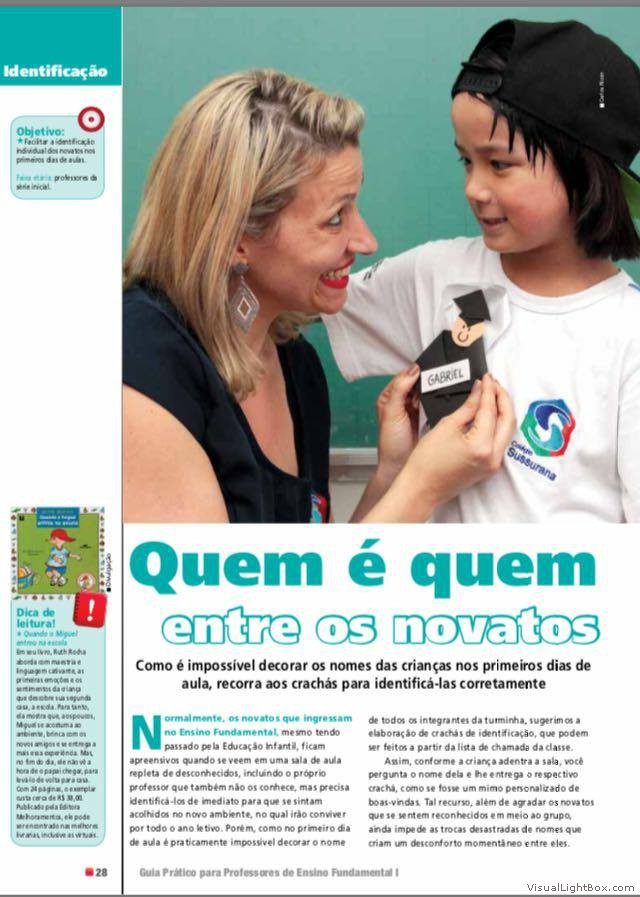 Identificação
Objetivo:
★ Facilitar a identificação
individual dos novatos nos
primeiros dias de aulas.
Faixa etária: professores da
série inicial.
Carlos
GABRIEL
Colégio
Sussurana
Quando o Miguel
entrou na escola
Divulgação
Dica de
leitura!
Quando o Miguel
entrou na escola
Em seu livro, Ruth Rocha
aborda com maestria e
linguagem cativante, as
primeiras emoções e os
sentimentos da criança
que descobre sua segunda
casa, a escola. Para tanto,
ela mostra que, aos poucos,
Miguel se acostuma ao
ambiente, brinca com os
novos amigos e se entrega a
mais essa experiência. Mas,
no fim do dia, ele não vê a
hora de o papai chegar, para
levá-lo de volta para casa.
Com 24 páginas, o exemplar
custa cerca de R$ 38,00.
Publicado pela Editora
Melhoramentos, ele pode
ser encontrado nas melhores
livrarias, inclusive as virtuais.
Quem é quem
entre os novatos
Como é impossível decorar os nomes das crianças nos primeiros dias de
aula, recorra aos crachás para identificá-las corretamente
Normalmente, os novatos que ingressam
no Ensino Fundamental, mesmo tendo
passado pela Educação Infantil, ficam
apreensivos quando se veem em uma sala de aula
repleta de desconhecidos, incluindo o próprio
professor que também não os conhece, mas precisa
identificá-los de imediato para que se sintam
acolhidos no novo ambiente, no qual irão conviver
por todo o ano letivo. Porém, como no primeiro dia
de aula é praticamente impossível decorar o nome
de todos os integrantes da turminha, sugerimos a
elaboração de crachás de identificação, que podem
ser feitos a partir da lista de chamada da classe.
Assim, conforme a criança adentra a sala, você
pergunta o nome dela e lhe entrega o respectivo
crachá, como se fosse um mimo personalizado de
boas-vindas. Tal recurso, além de agradar os novatos
que se sentem reconhecidos em meio ao grupo,
ainda impede as trocas desastradas de nomes que
criam um desconforto momentâneo entre eles.
28
Guia Prático para Professores de Ensino Fundamental I
VisualLightBox.com